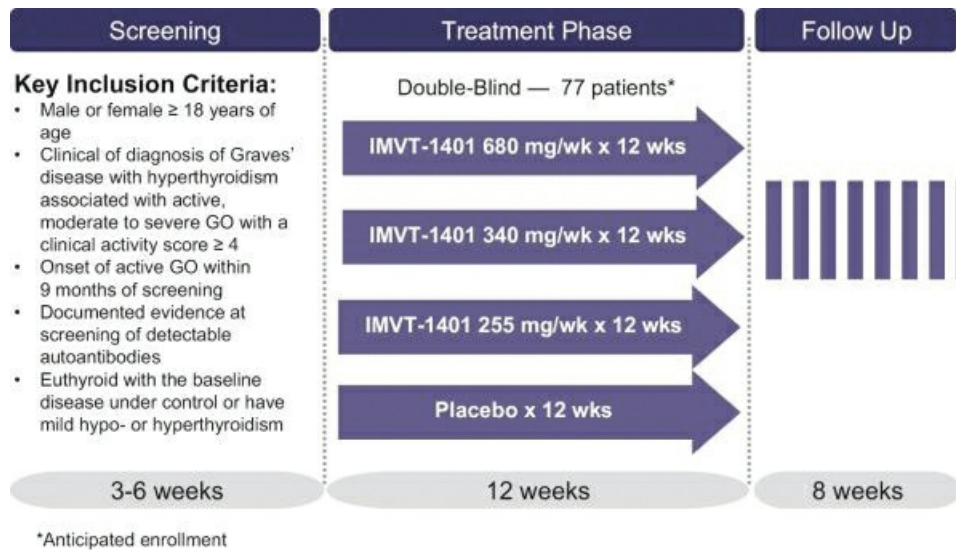 Screening
Treatment Phase
Follow Up
Key Inclusion Criteria:
• Male or female ≥ 18 years of
age
• Clinical of diagnosis of Graves'
disease with hyperthyroidism
associated with active,
moderate to severe GO with a
clinical activity score ≥ 4
• Onset of active GO within
9 months of screening
• Documented evidence at
screening of detectable
autoantibodies
• Euthyroid with the baseline
disease under control or have
mild hypo- or hyperthyroidism
Double-Blind — 77 patients*
IMVT-1401 680 mg/wk x 12 wks
IMVT-1401 340 mg/wk x 12 wks
IMVT-1401 255 mg/wk x 12 wks
Placebo x 12 wks
3-6 weeks
12 weeks
8 weeks
*Anticipated enrollment